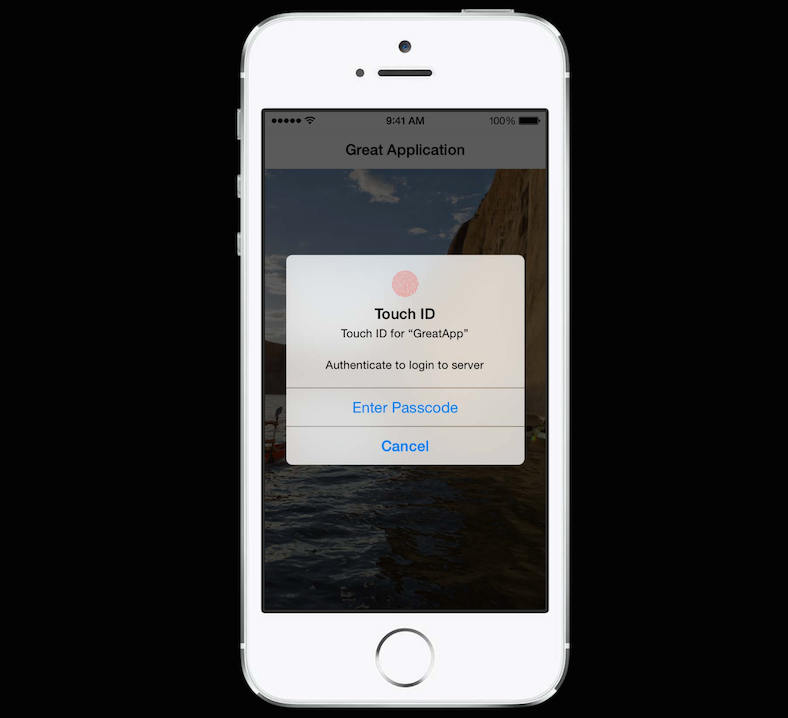 9:41 AM 100%
Great Application
Touch ID
Touch ID for “GreatApp”
Authenticate to login to server
Enter Passcode
Cancel